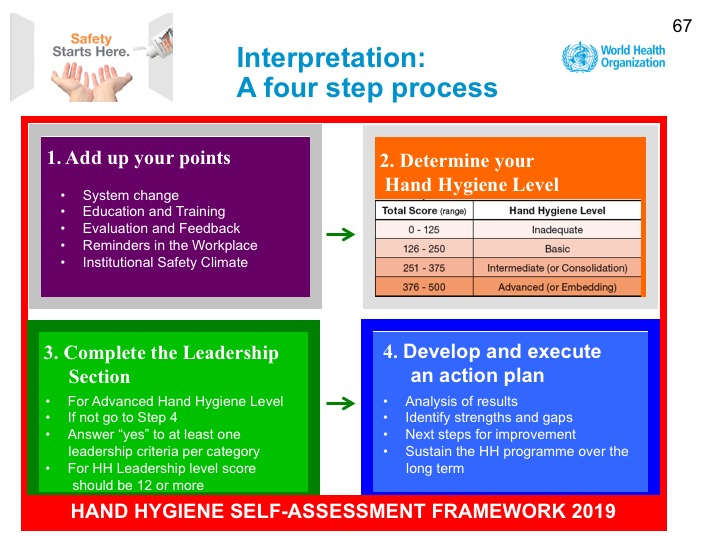 67
Safety
Starts Here.
Interpretation:
A four step process
World Health
Organization
1. Add up your points
• System change
• Education and Training
• Evaluation and Feedback
• Reminders in the Workplace
• Institutional Safety Climate
2. Determine your
Hand Hygiene Level
Total Score (range) Hand Hygiene Level
0 - 125 Inadequate
126 - 250 Basic
251 - 375 Intermediate (or Consolidation)
376 - 500 Advanced (or Embedding)
3. Complete the Leadership
Section
• For Advanced Hand Hygiene Level
• If not go to Step 4
• Answer “yes” to at least one
leadership criteria per category
• For HH Leadership level score
should be 12 or more
4. Develop and execute
an action plan
• Analysis of results
• Identify strengths and gaps
• Next steps for improvement
• Sustain the HH programme over the
long term
HAND HYGIENE SELF-ASSESSMENT FRAMEWORK 2019